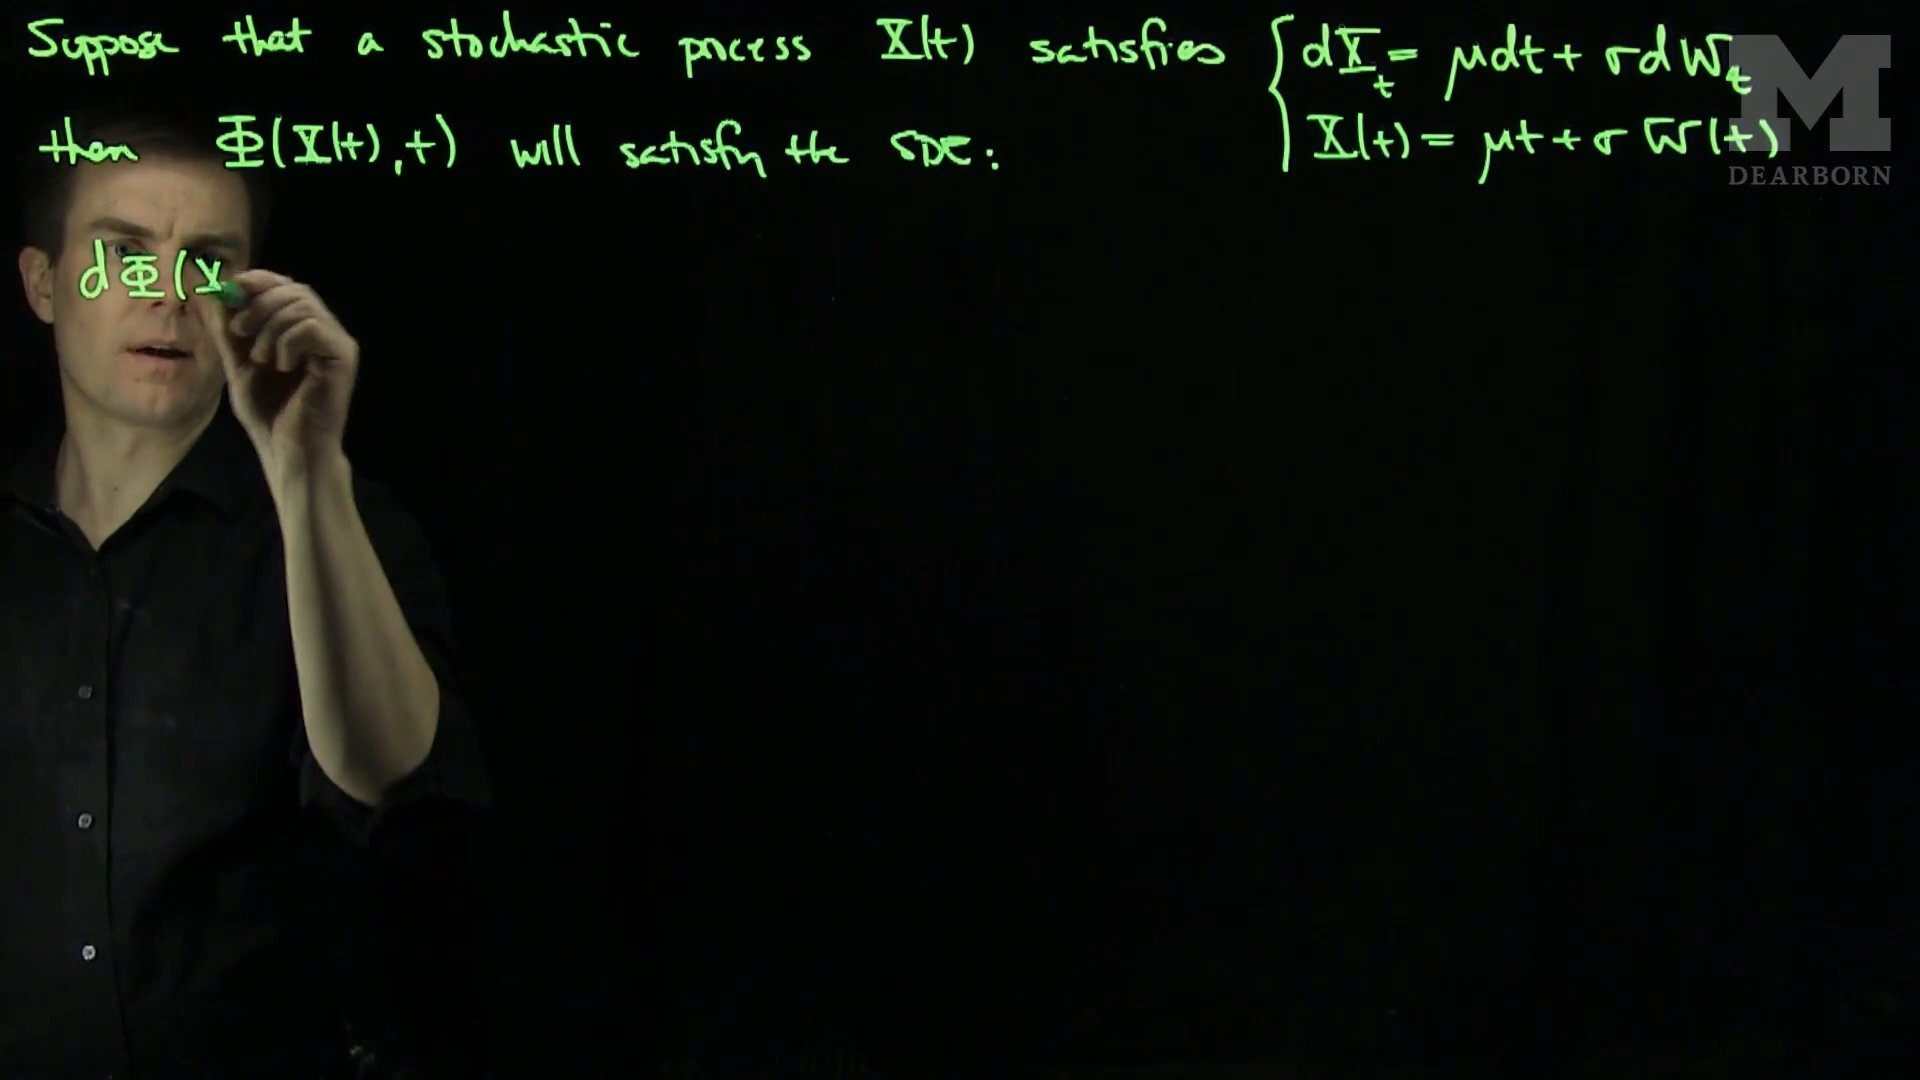 Suppose that a stochastic process X(t) satisfies { dX_t = μdt + σdW_t
then Φ(X(t),t) will satisfy the SDE: X(t) = μt + σW(t)
M
DEARBORN
dΦ(X